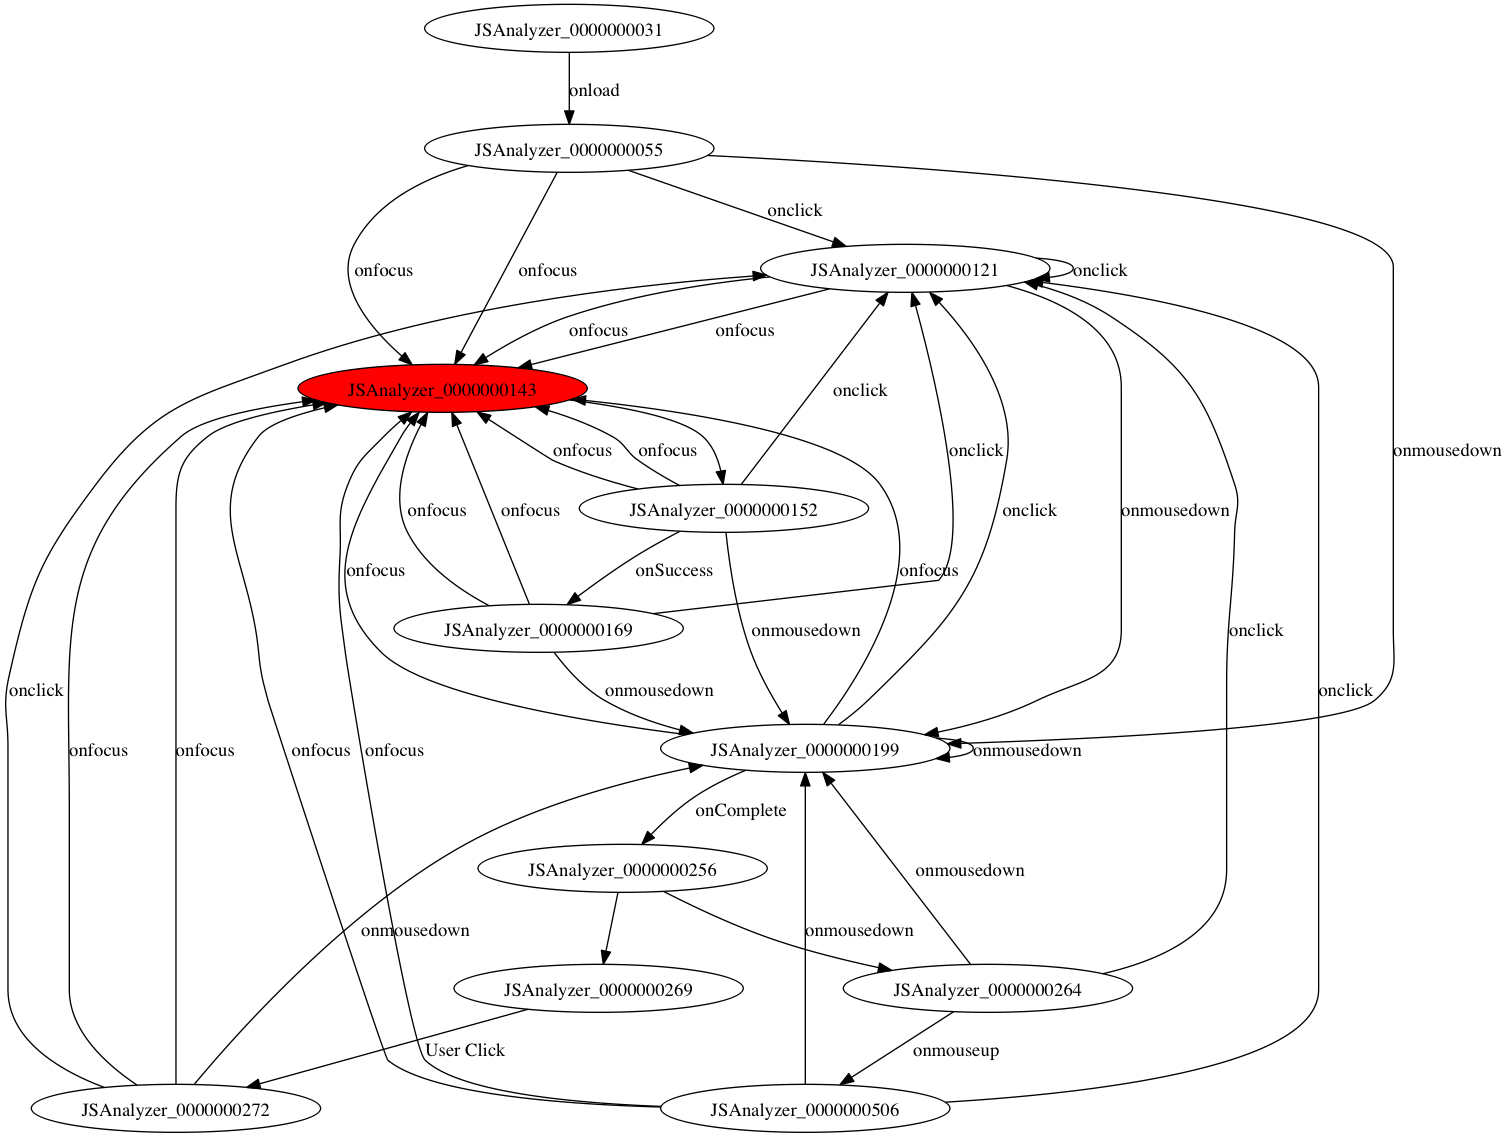 JSAnalyzer_0000000031
onload
JSAnalyzer_0000000055
onclick
onfocus
onfocus
JSAnalyzer_0000000121
onclick
onfocus
onfocus
JSAnalyzer_0000000143
onclick
onfocus
onfocus
onclick
onmousedown
onfocus
onfocus
JSAnalyzer_0000000152
onclick
onmousedown
onfocus
onSuccess
onfocus
JSAnalyzer_0000000169
onmousedown
onclick
onclick
onmousedown
onclick
onfocus
onfocus
onfocus
onfocus
JSAnalyzer_0000000199
onmousedown
onComplete
JSAnalyzer_0000000256
onmousedown
onmousedown
onmousedown
JSAnalyzer_0000000269
JSAnalyzer_0000000264
User Click
onmouseup
JSAnalyzer_0000000272
JSAnalyzer_0000000506